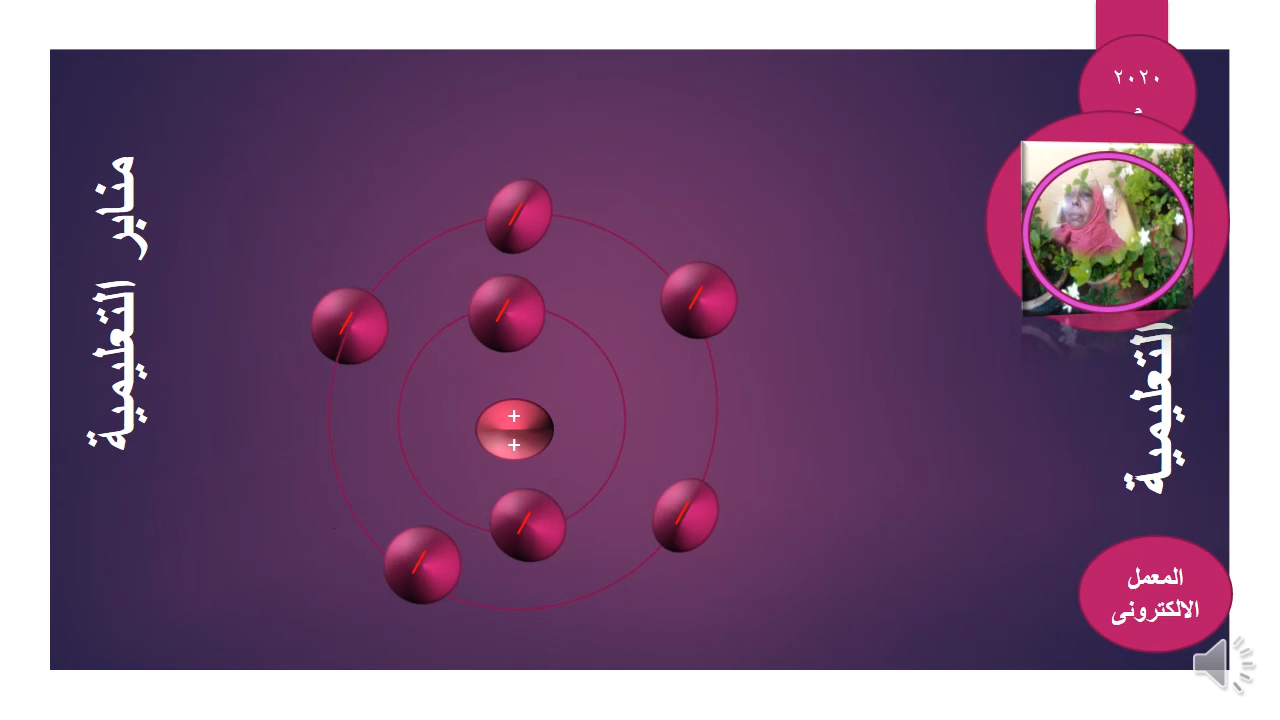 ٢٠٢٠
م
منابر التعليمية
التعليمية
+
+
المعمل
الالكترونى